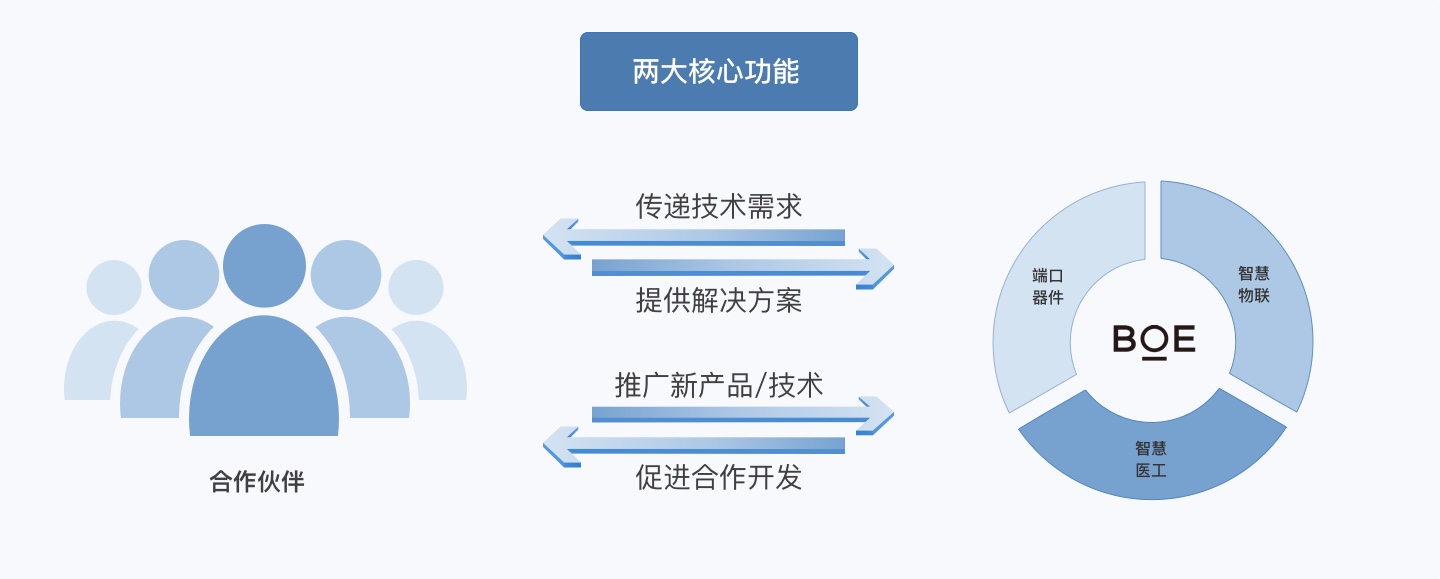 两大核心功能
传递技术需求
提供解决方案
推广新产品/技术
促进合作开发
合作伙伴
端口
器件
智慧
物联
BOE
智慧
医工